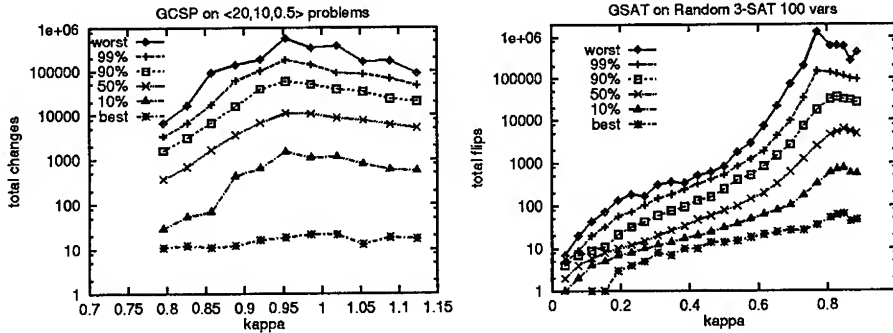 GCSP on <20,10,0.5> problems
1e+06
100000
10000
1000
100
10
1
total changes
worst
99%
90%
50%
10%
best
0.7 0.75 0.8 0.85 0.9 0.95 1 1.05 1.1 1.15
kappa
GSAT on Random 3-SAT 100 vars
1e+06
100000
10000
1000
100
10
1
total flips
worst
99%
90%
50%
10%
best
0 0.2 0.4 0.6 0.8 1
kappa